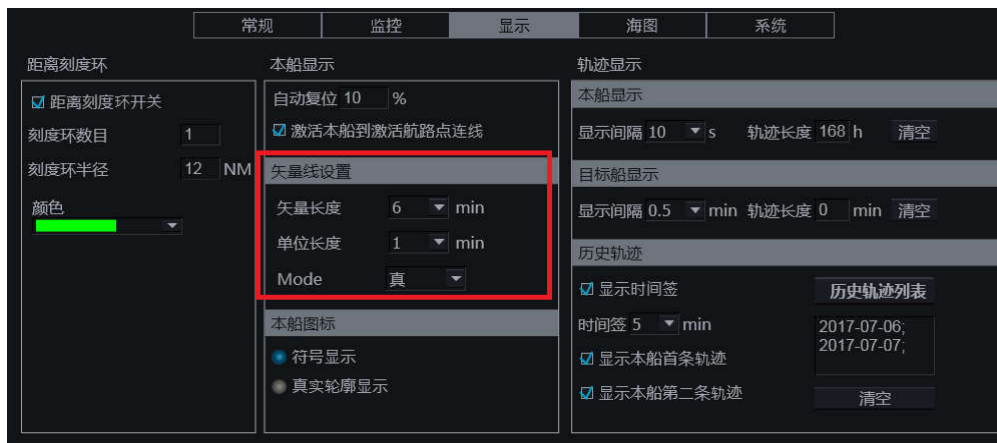 常规 监控 显示 海图 系统
距离刻度环
距离刻度环开关
刻度环数目 1
刻度环半径 12 NM
颜色
本船显示
自动复位 10 %
激活本船到激活航路点连线
矢量线设置
矢量长度 6 min
单位长度 1 min
Mode 真
本船图标
符号显示
真实轮廓显示
轨迹显示
本船显示
显示间隔 10 s 轨迹长度 168 h 清空
目标船显示
显示间隔 0.5 min 轨迹长度 0 min 清空
历史轨迹
显示时间签 历史轨迹列表
时间签 5 min
2017-07-06;
2017-07-07;
显示本船首条轨迹
显示本船第二条轨迹
清空